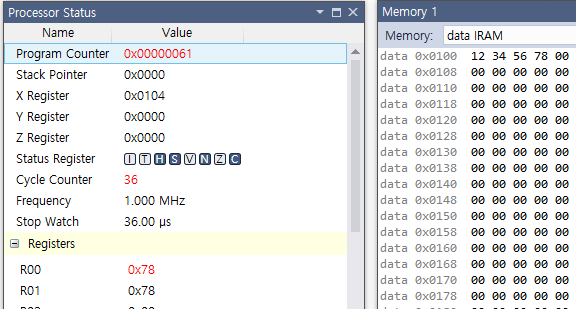 Processor Status
Name Value
Program Counter 0x00000061
Stack Pointer 0x0000
X Register 0x0104
Y Register 0x0000
Z Register 0x0000
Status Register I T H S V N Z C
Cycle Counter 36
Frequency 1.000 MHz
Stop Watch 36.00 µs
Registers
R00 0x78
R01 0x78
Memory 1
Memory: data IRAM
data 0x0100 12 34 56 78 00
data 0x0108 00 00 00 00 00
data 0x0110 00 00 00 00 00
data 0x0118 00 00 00 00 00
data 0x0120 00 00 00 00 00
data 0x0128 00 00 00 00 00
data 0x0130 00 00 00 00 00
data 0x0138 00 00 00 00 00
data 0x0140 00 00 00 00 00
data 0x0148 00 00 00 00 00
data 0x0150 00 00 00 00 00
data 0x0158 00 00 00 00 00
data 0x0160 00 00 00 00 00
data 0x0168 00 00 00 00 00
data 0x0170 00 00 00 00 00
data 0x0178 00 00 00 00 00